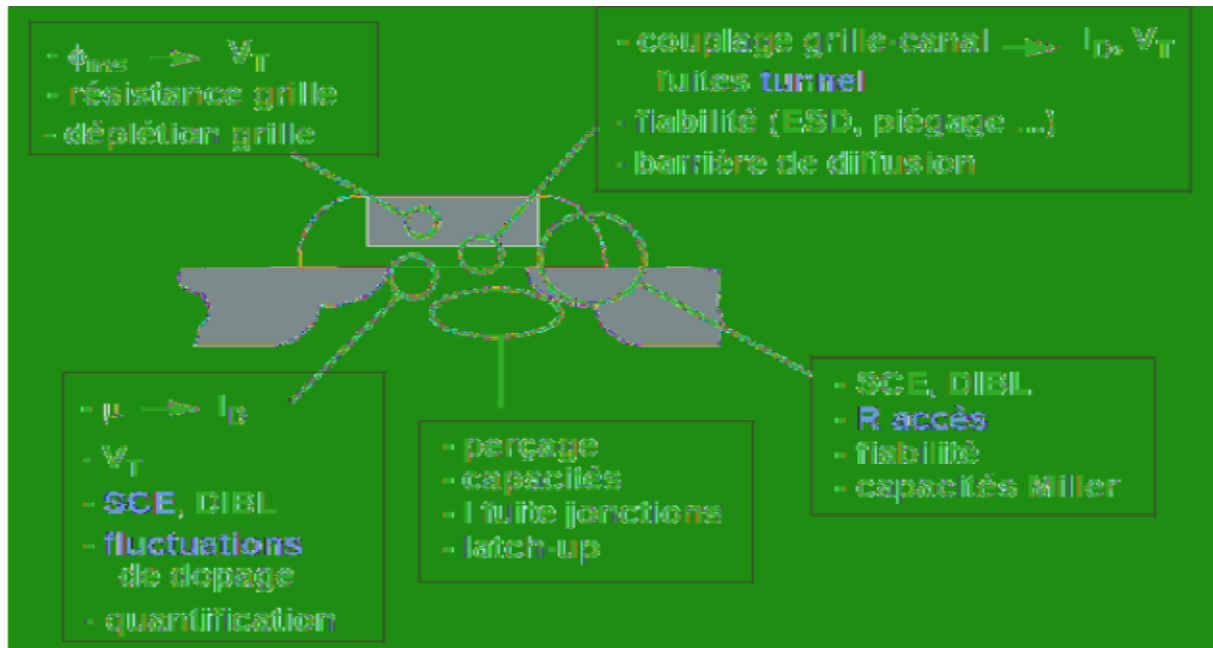 - ϕms → VT
- résistance grille
- déplétion grille
- couplage grille-canal → ID, VT
fuites tunnel
- fiabilité (ESD, piégage ...)
- barrière de diffusion
- µ → ID
- VT
- SCE, DIBL
- fluctuations
de dopage
- quantification
- perçage
- capacités
- I fuite jonctions
- latch-up
- SCE, DIBL
- R accès
- fiabilité
- capacités Miller